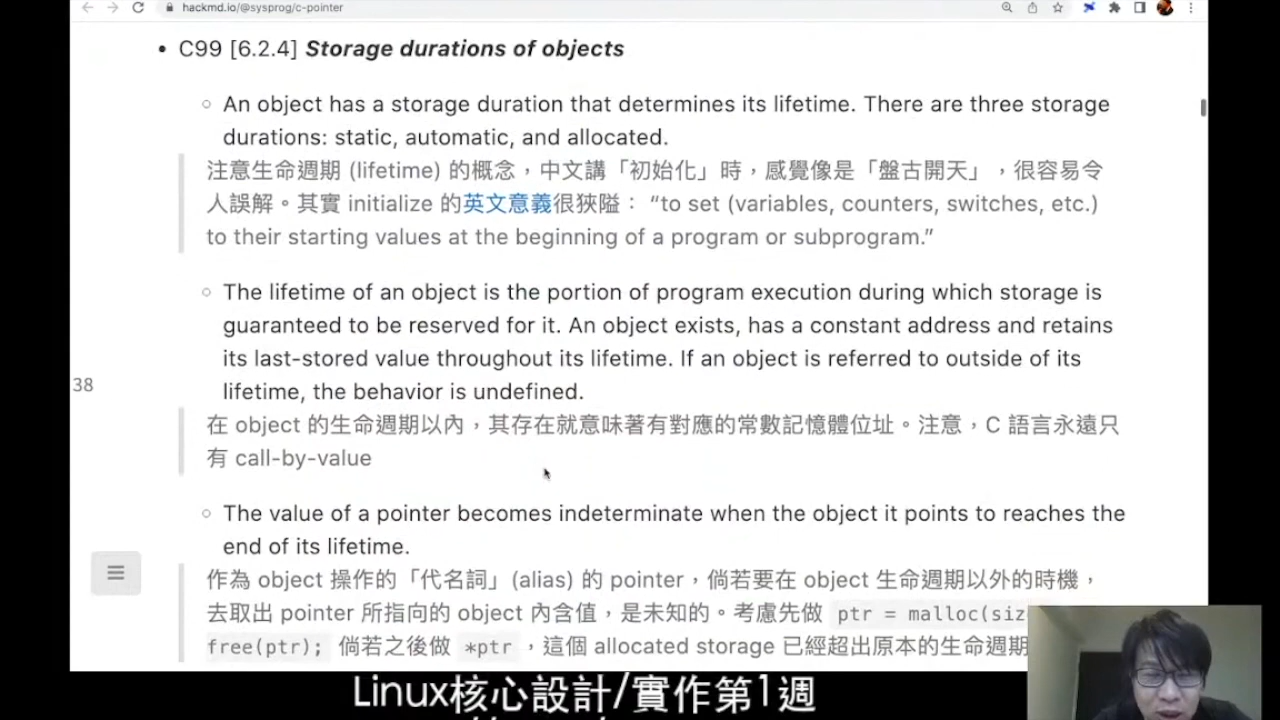 hackmd.io/@sysprog/c-pointer
• C99 [6.2.4] Storage durations of objects
○ An object has a storage duration that determines its lifetime. There are three storage
durations: static, automatic, and allocated.
注意生命週期 (lifetime) 的概念，中文講「初始化」時，感覺像是「盤古開天」，很容易令
人誤解。其實 initialize 的英文意義很狹隘： “to set (variables, counters, switches, etc.)
to their starting values at the beginning of a program or subprogram.”
○ The lifetime of an object is the portion of program execution during which storage is
guaranteed to be reserved for it. An object exists, has a constant address and retains
its last-stored value throughout its lifetime. If an object is referred to outside of its
lifetime, the behavior is undefined.
38
在 object 的生命週期以內，其存在就意味著有對應的常數記憶體位址。注意，C 語言永遠只
有 call-by-value
○ The value of a pointer becomes indeterminate when the object it points to reaches the
end of its lifetime.
作為 object 操作的「代名詞」(alias) 的 pointer，倘若要在 object 生命週期以外的時機，
去取出 pointer 所指向的 object 內含值，是未知的。考慮先做 ptr = malloc(siz
free(ptr); 倘若之後做 *ptr ，這個 allocated storage 已經超出原本的生命週期
Linux核心設計/實作第1週